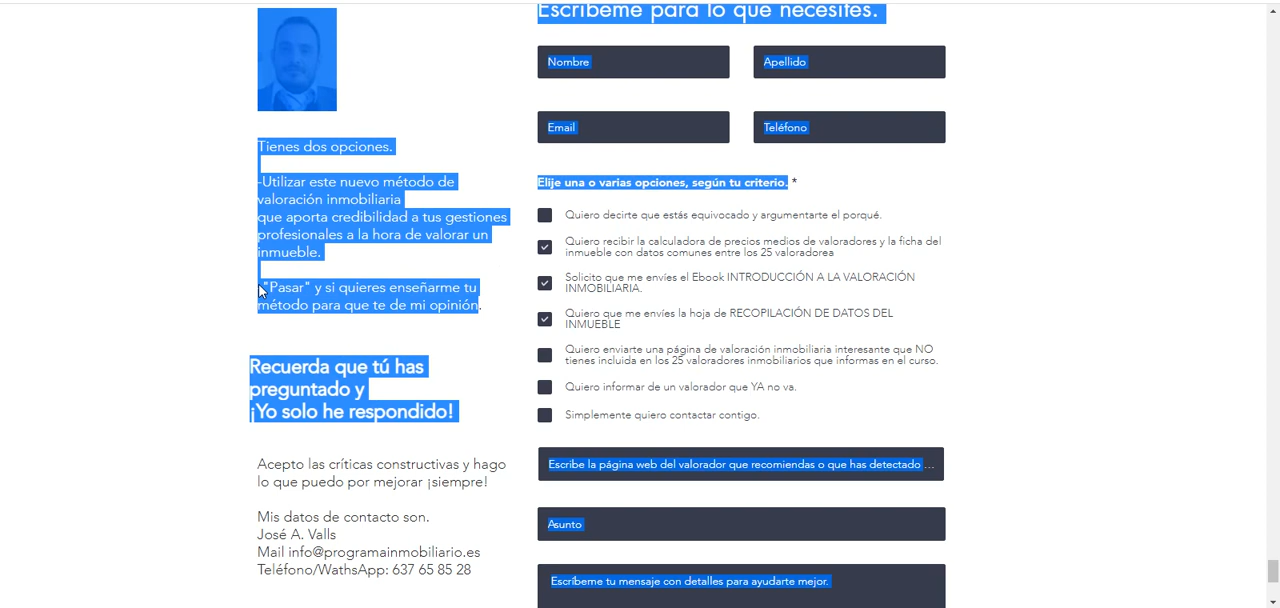 Escríbeme para lo que necesites.
Nombre
Apellido
Email
Teléfono
Elije una o varias opciones, según tu criterio. *
Quiero decirte que estás equivocado y argumentarte el porqué.
Quiero recibir la calculadora de precios medios de valoradores y la ficha del
inmueble con datos comunes entre los 25 valoradorea
Solicito que me envíes el Ebook INTRODUCCIÓN A LA VALORACIÓN
INMOBILIARIA.
Quiero que me envíes la hoja de RECOPILACIÓN DE DATOS DEL
INMUEBLE
Quiero enviarte una página de valoración inmobiliaria interesante que NO
tienes incluida en los 25 valoradores inmobiliarios que informas en el curso.
Quiero informar de un valorador que YA no va.
Simplemente quiero contactar contigo.
Escribe la página web del valorador que recomiendas o que has detectado ...
Asunto
Escríbeme tu mensaje con detalles para ayudarte mejor.
Tienes dos opciones.
-Utilizar este nuevo método de
valoración inmobiliaria
que aporta credibilidad a tus gestiones
profesionales a la hora de valorar un
inmueble.
"Pasar" y si quieres enseñarme tu
método para que te de mi opinión.
Recuerda que tú has
preguntado y
¡Yo solo he respondido!
Acepto las críticas constructivas y hago
lo que puedo por mejorar ¡siempre!
Mis datos de contacto son.
José A. Valls
Mail info@programainmobiliario.es
Teléfono/WathsApp: 637 65 85 28